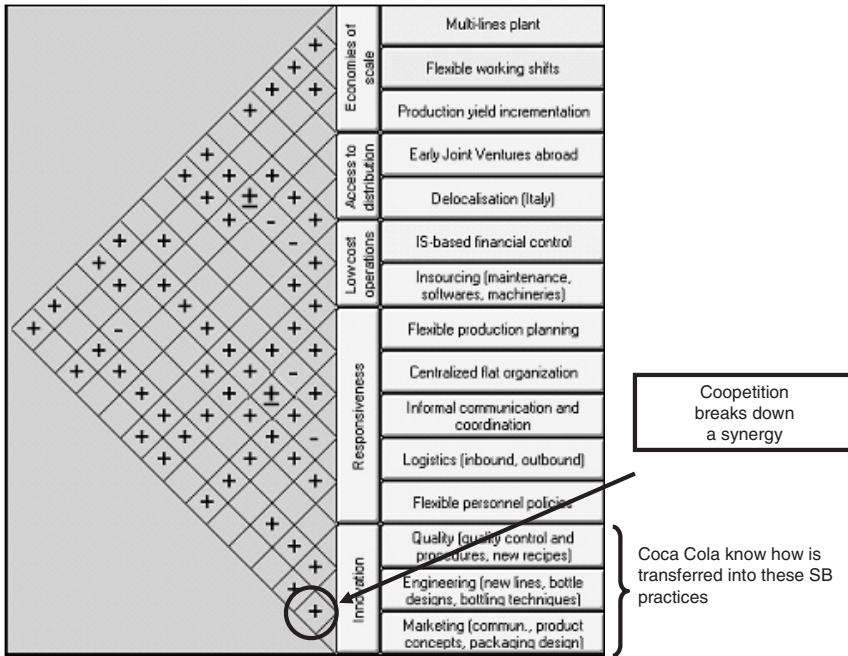 Economies of
scale
Multi-lines plant
Flexible working shifts
Production yield incrementation
Access to
distribution
Early Joint Ventures abroad
Delocalisation (Italy)
Low cost
operations
IS-based financial control
Insourcing (maintenance,
softwares, machineries)
Responsiveness
Flexible production planning
Centralized flat organization
Informal communication and
coordination
Logistics (inbound, outbound)
Flexible personnel policies
Innovation
Quality (quality control and
procedures, new recipes)
Engineering (new lines, bottle
designs, bottling techniques)
Marketing (commun., product
concepts, packaging design)
Coopetition
breaks down
a synergy
Coca Cola know how is
transferred into these SB
practices